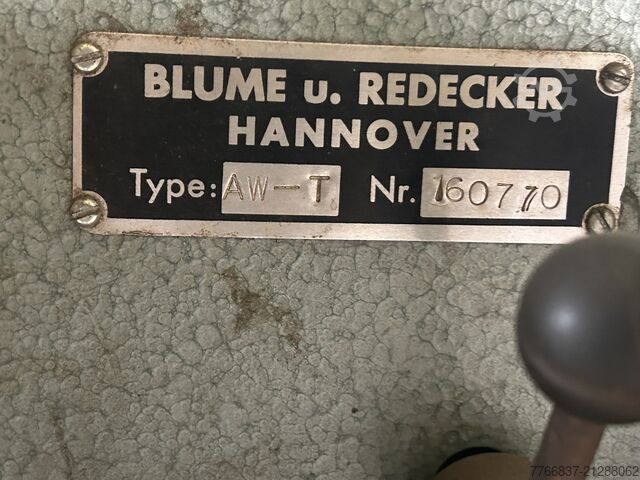 BLUME u. REDECKER
HANNOVER
Type: AW-T Nr. 160770
7766837-21288062